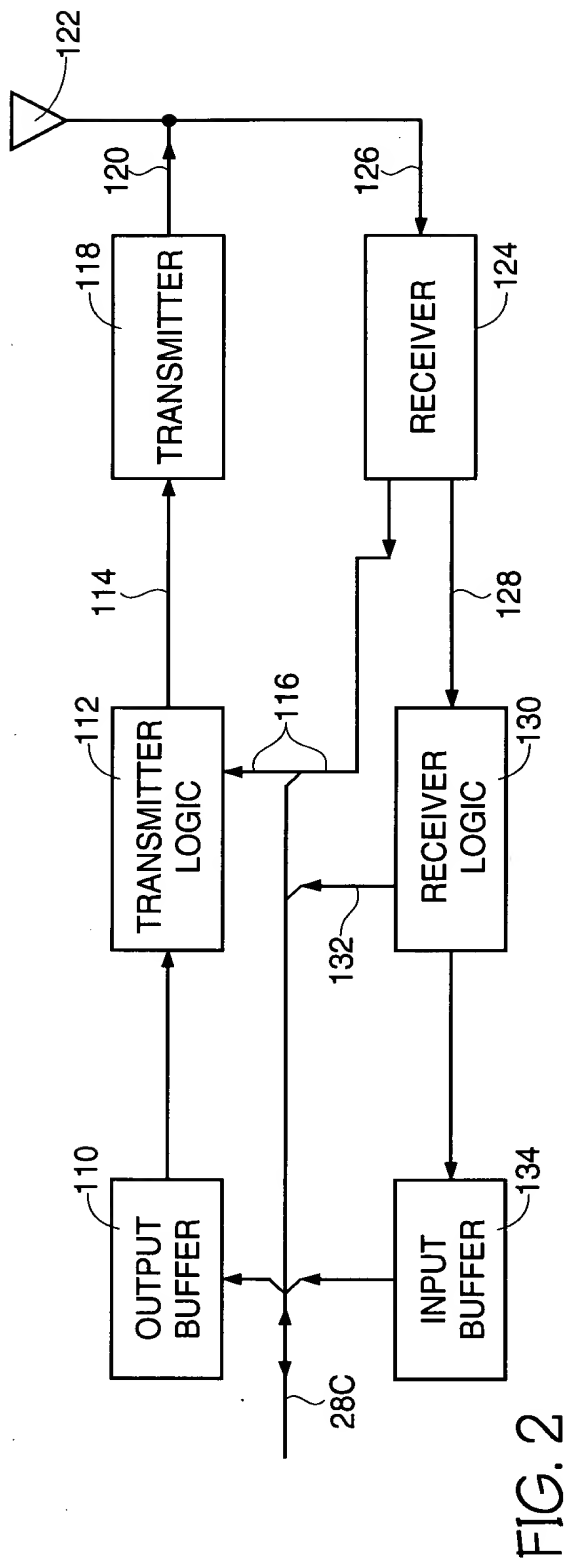 122
120
126
118
TRANSMITTER
124
RECEIVER
114
128
116
112
TRANSMITTER
LOGIC
130
RECEIVER
LOGIC
132
110
OUTPUT
BUFFER
134
INPUT
BUFFER
28C
FIG. 2